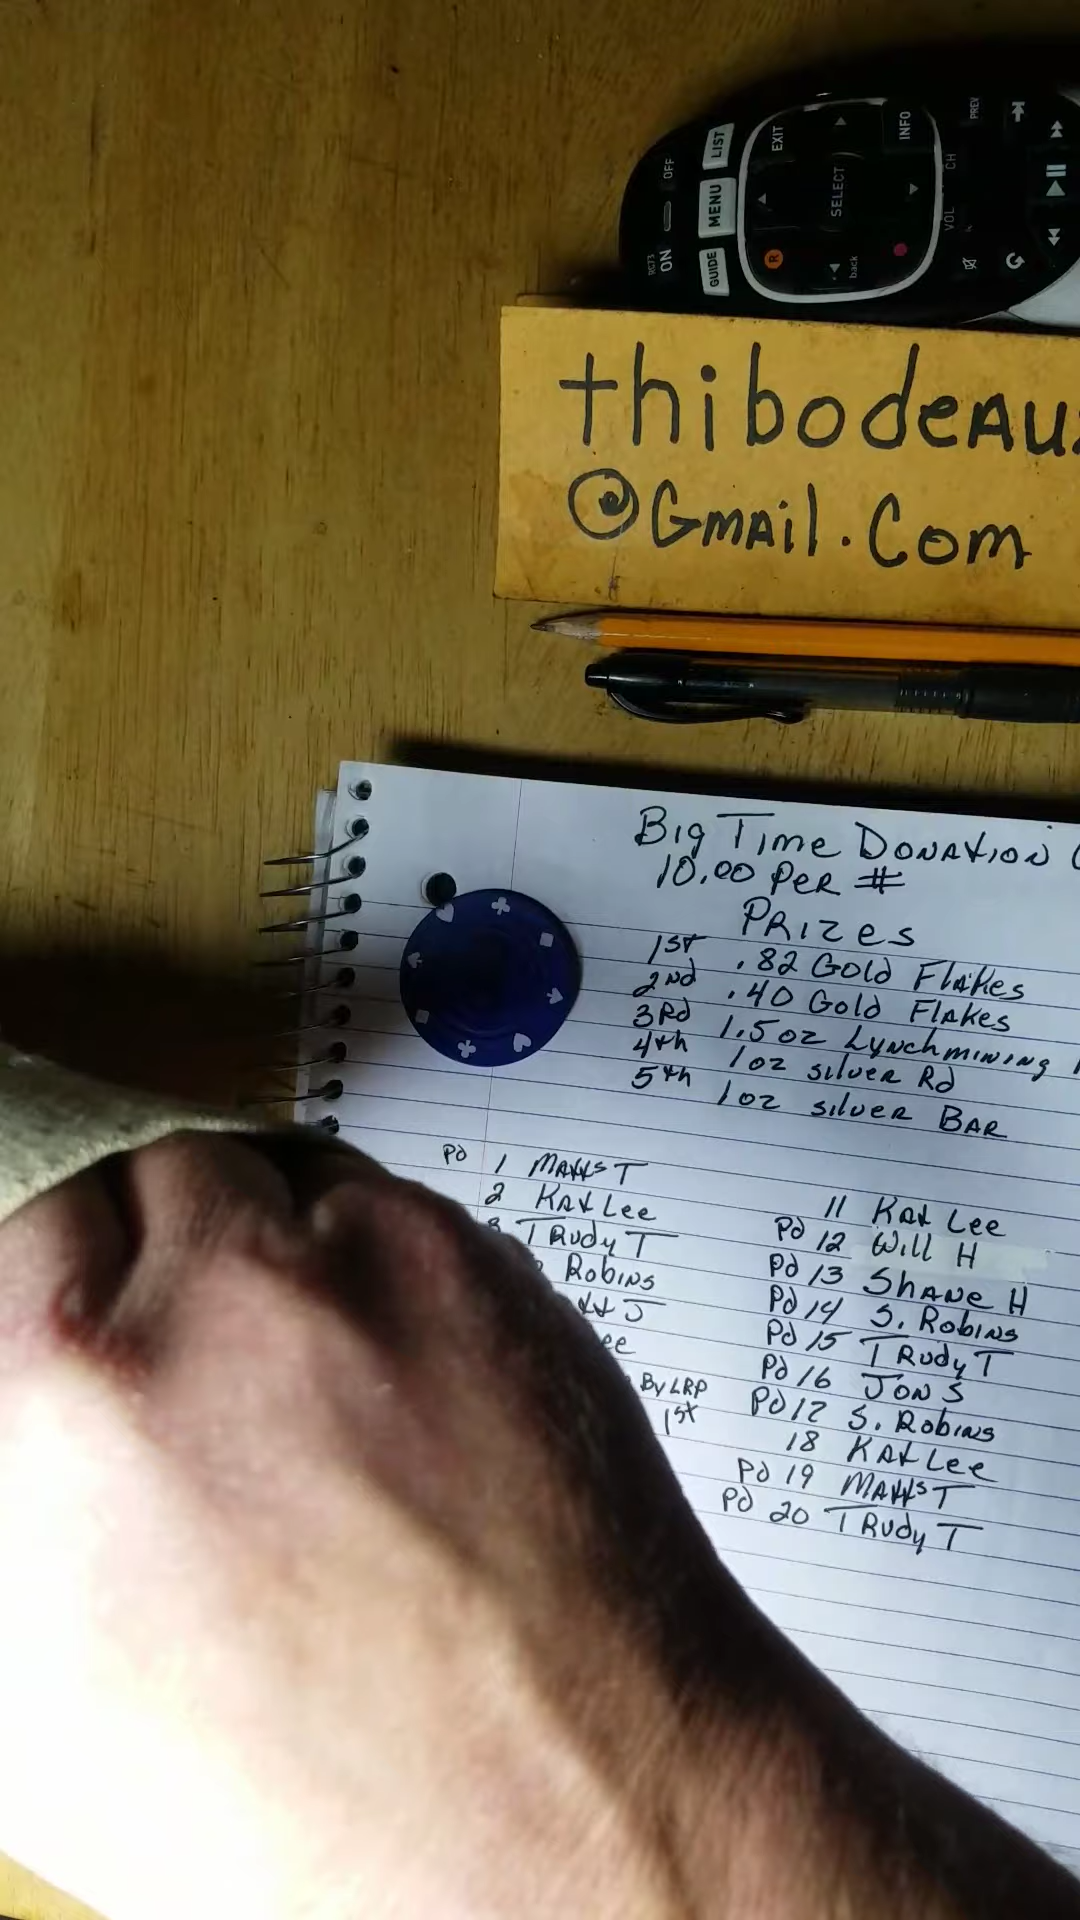 ON OFF
GUIDE MENU LIST
EXIT
SELECT
INFO
back
VOL CH
PREV
thibodeAu
@Gmail.Com
Big Time Donation
10.00 Per #
Prizes
1st .82 Gold Flakes
2nd .40 Gold Flakes
3rd 1.5oz Lynchmining
4th 1oz silver Rd
5th 1oz silver Bar
Pd 1 Matts T
2 Kat Lee
3 Trudy T
Robins
tt J
ee
By LRP
1st
11 Kat Lee
Pd 12 Will H
Pd 13 Shane H
Pd 14 S. Robins
Pd 15 Trudy T
Pd 16 Jon S
Pd 17 S. Robins
18 Kat Lee
Pd 19 Matts T
Pd 20 Trudy T